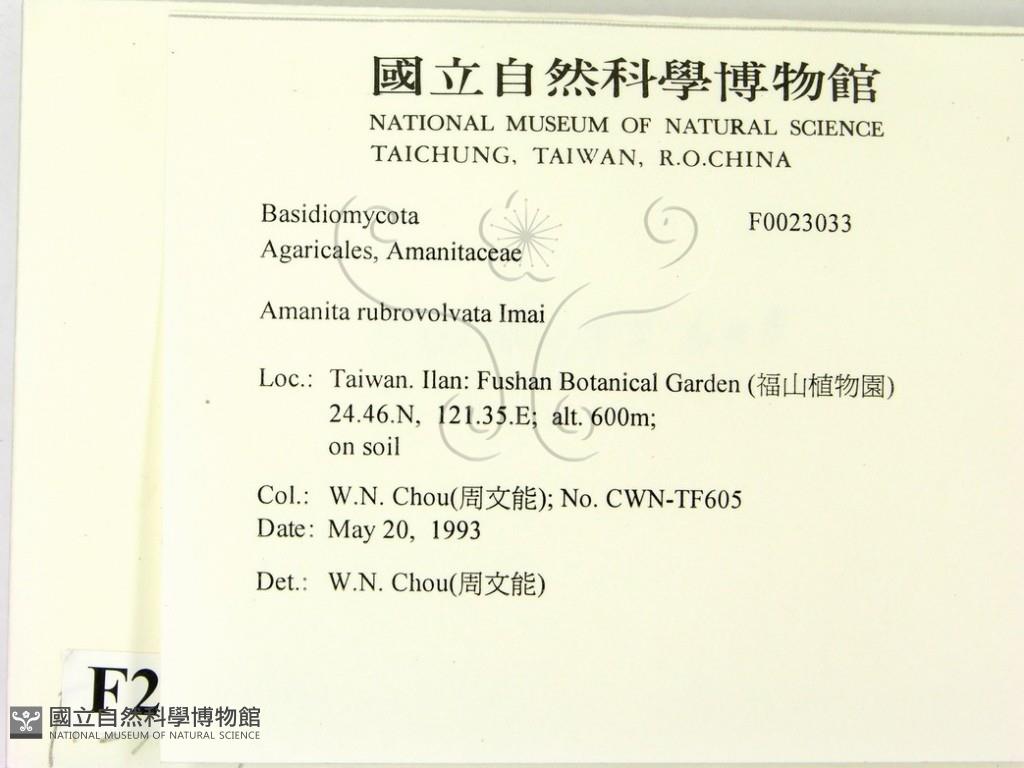 國立自然科學博物館
NATIONAL MUSEUM OF NATURAL SCIENCE
TAICHUNG, TAIWAN, R.O.CHINA
Basidiomycota F0023033
Agaricales, Amanitaceae
Amanita rubrovolvata Imai
Loc.: Taiwan. Ilan: Fushan Botanical Garden (福山植物園)
24.46.N, 121.35.E; alt. 600m;
on soil
Col.: W.N. Chou(周文能); No. CWN-TF605
Date: May 20, 1993
Det.: W.N. Chou(周文能)
F2
國立自然科學博物館
NATIONAL MUSEUM OF NATURAL SCIENCE